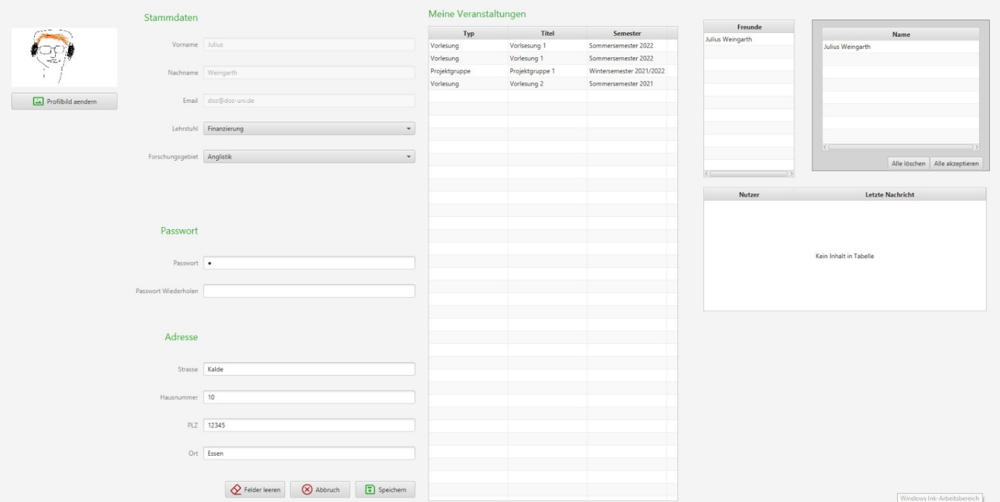 Stammdaten
Vorname Julius
Nachname Weingarth
Email doz@doz-uni.de
Lehrstuhl Finanzierung
Forschungsgebiet Anglistik
Profilbild aendern
Passwort
Passwort •
Passwort Wiederholen
Adresse
Strasse Kalde
Hausnummer 10
PLZ 12345
Ort Essen
Felder leeren Abbruch Speichern
Meine Veranstaltungen
Typ Titel Semester
Vorlesung Vorlsesung 1 Sommersemester 2022
Vorlesung Vorlesung 1 Sommersemester 2022
Projektgruppe Projektgruppe 1 Wintersemester 2021/2022
Vorlesung Vorlesung 2 Sommersemester 2021
Freunde
Julius Weingarth
Name
Julius Weingarth
Alle löschen Alle akzeptieren
Nutzer Letzte Nachricht
Kein Inhalt in Tabelle
Windows Ink-Arbeitsbereich